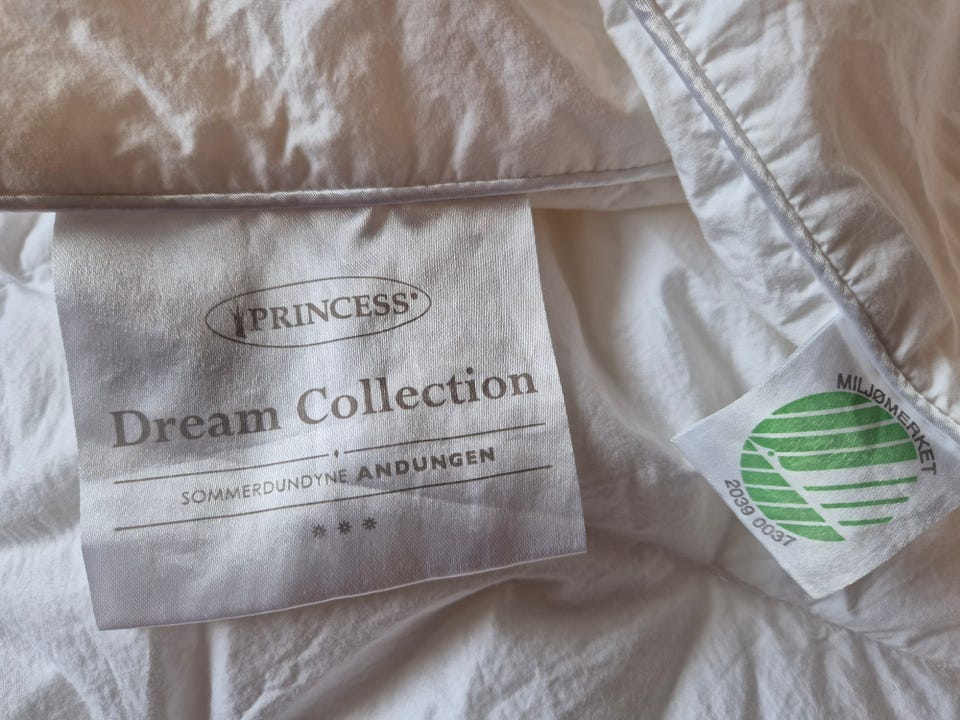 PRINCESS®
Dream Collection
SOMMERDUNDYNE ANDUNGEN
***
MILJØMERKET
2039 0037